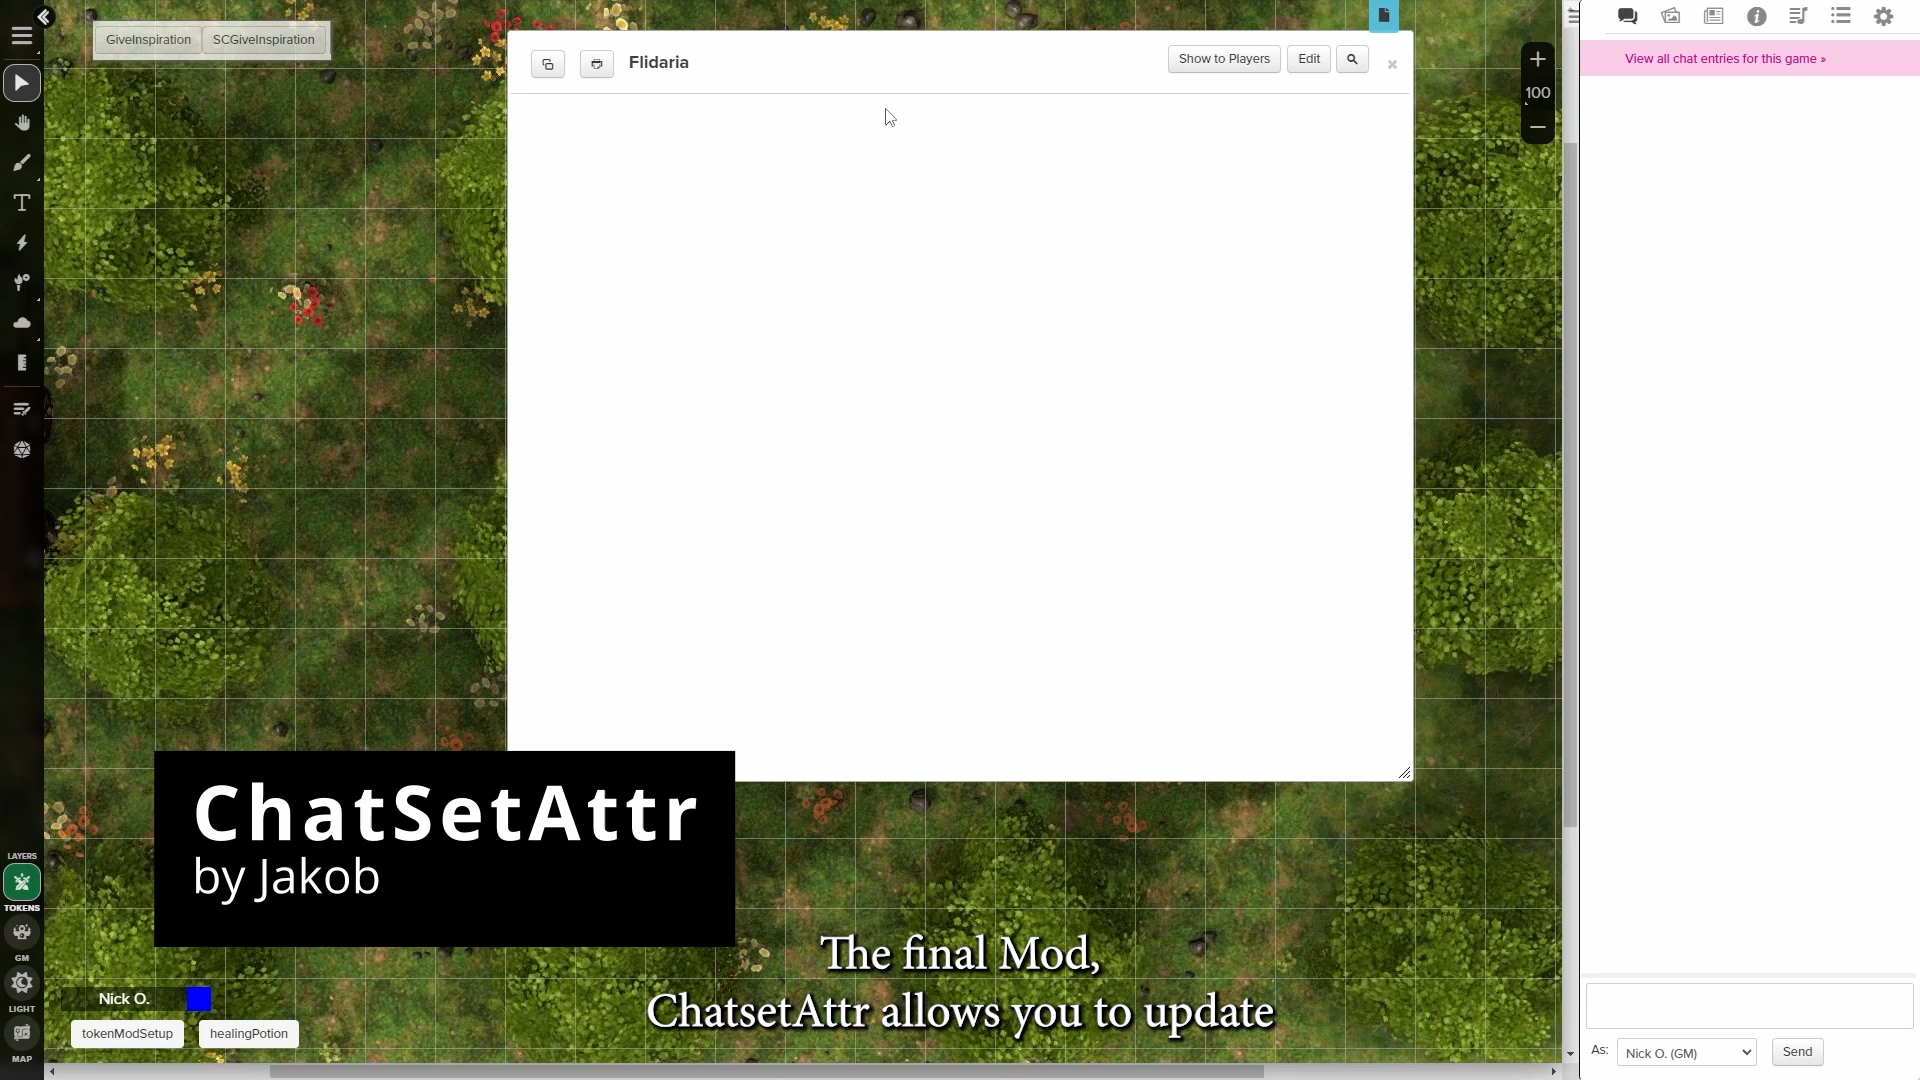 GiveInspiration
SCGiveInspiration
Flidaria
Show to Players
Edit
100
View all chat entries for this game »
LAYERS
TOKENS
GM
LIGHT
MAP
ChatSetAttr
by Jakob
The final Mod,
ChatsetAttr allows you to update
Nick O.
tokenModSetup
healingPotion
As:
Nick O. (GM)
Send